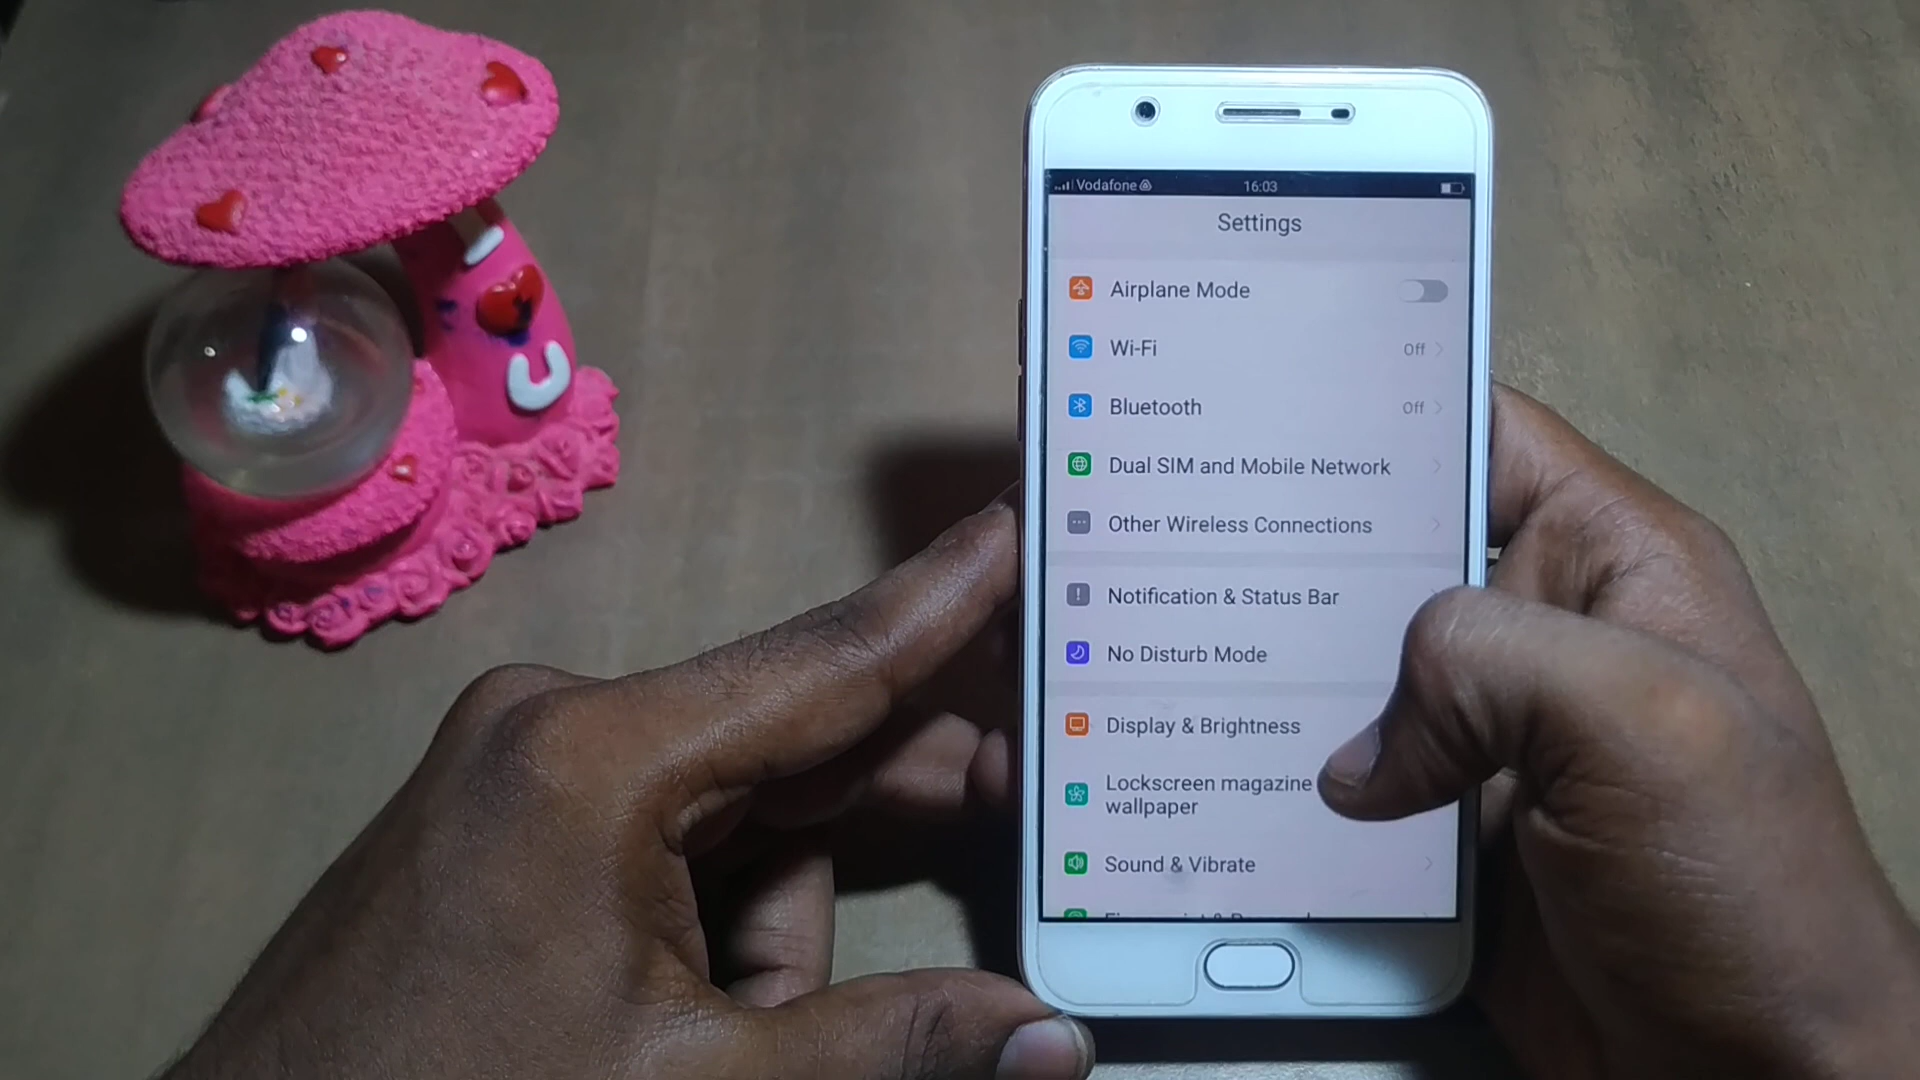 Vodafone
16:03
Settings
Airplane Mode
Wi-Fi
Off
Bluetooth
Off
Dual SIM and Mobile Network
Other Wireless Connections
Notification & Status Bar
No Disturb Mode
Display & Brightness
Lockscreen magazine
wallpaper
Sound & Vibrate
U